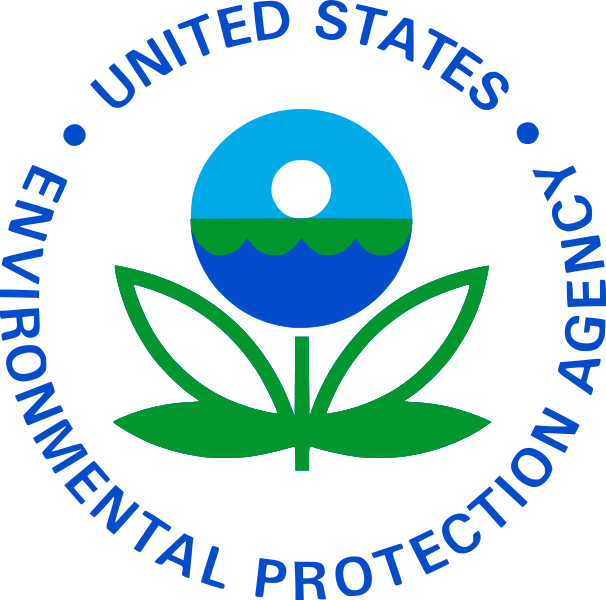 UNITED STATES
ENVIRONMENTAL PROTECTION AGENCY